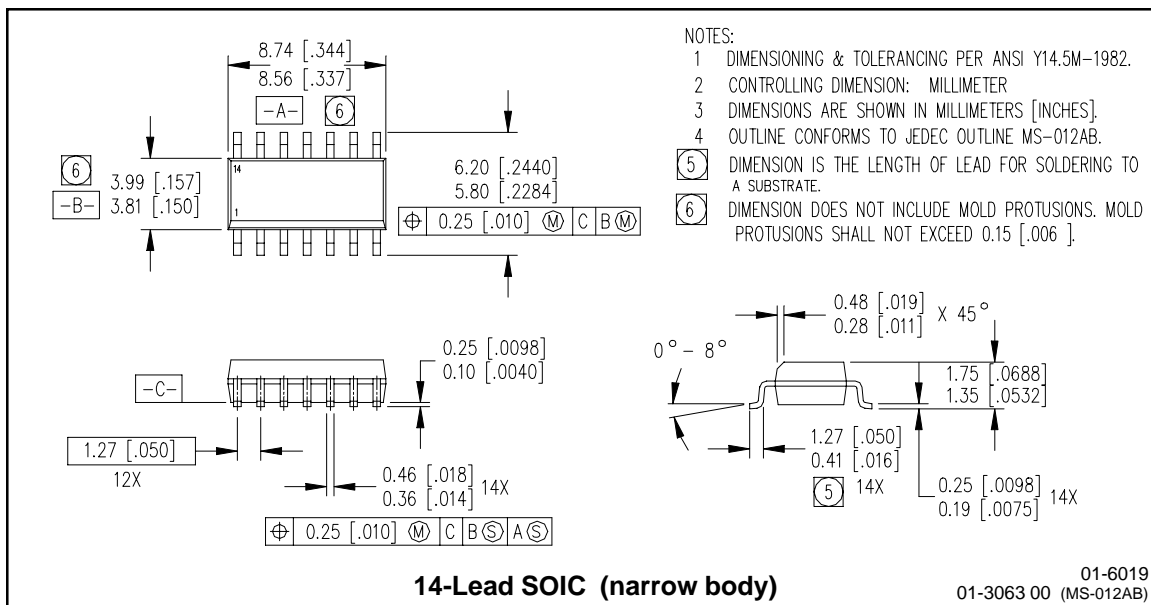 8.74 [.344]
8.56 [.337]
-A- 6
6
3.99 [.157]
3.81 [.150]
-B-
14
1
6.20 [.2440]
5.80 [.2284]
⌖ 0.25 [.010] Ⓜ C B Ⓜ
NOTES:
1 DIMENSIONING & TOLERANCING PER ANSI Y14.5M-1982.
2 CONTROLLING DIMENSION: MILLIMETER
3 DIMENSIONS ARE SHOWN IN MILLIMETERS [INCHES].
4 OUTLINE CONFORMS TO JEDEC OUTLINE MS-012AB.
5 DIMENSION IS THE LENGTH OF LEAD FOR SOLDERING TO
A SUBSTRATE.
6 DIMENSION DOES NOT INCLUDE MOLD PROTUSIONS. MOLD
PROTUSIONS SHALL NOT EXCEED 0.15 [.006 ].
-C-
0.25 [.0098]
0.10 [.0040]
1.27 [.050]
12X
0.46 [.018]
0.36 [.014] 14X
⌖ 0.25 [.010] Ⓜ C B Ⓢ A Ⓢ
0.48 [.019]
0.28 [.011] X 45°
0°-8°
1.75 [.0688]
1.35 [.0532]
1.27 [.050]
0.41 [.016]
5 14X
0.25 [.0098]
0.19 [.0075] 14X
14-Lead SOIC (narrow body)
01-6019
01-3063 00 (MS-012AB)